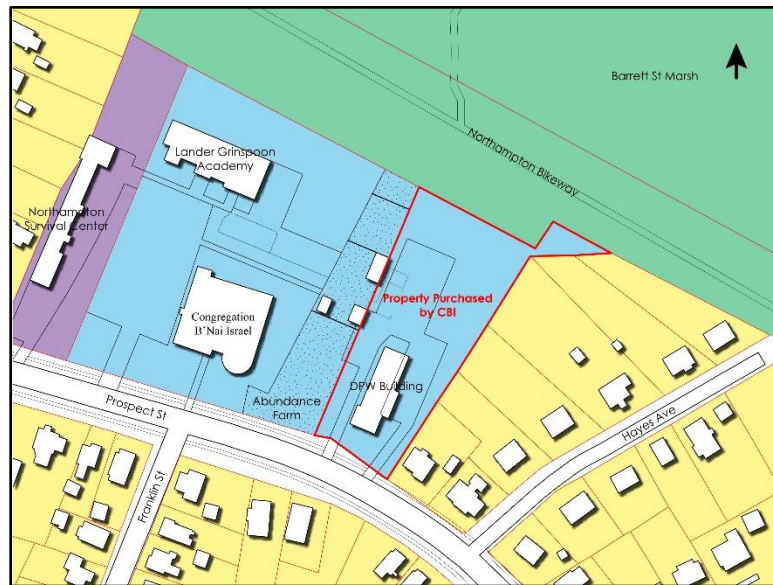 Barrett St Marsh
Northampton Bikeway
Lander Grinspoon
Academy
Northampton
Survival Center
Property Purchased
by CBI
Congregation
B'Nai Israel
DPW Building
Abundance
Farm
Prospect St
Franklin St
Hayes Ave